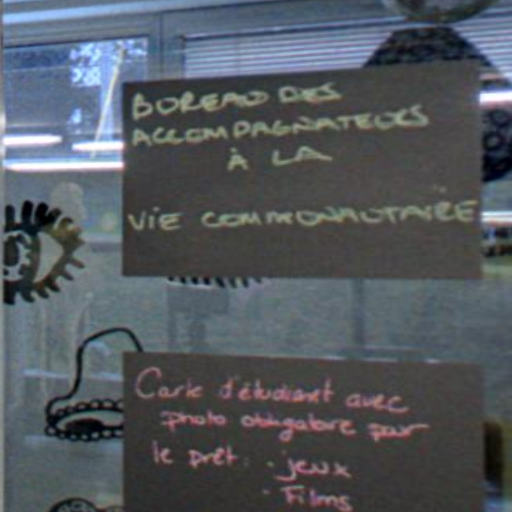 BUREAU DES
ACCOMPAGNATEURS
À LA
VIE COMMUNAUTAIRE
Carte d'étudiant avec
photo obligatoire pour
le prêt : - jeux
- Films